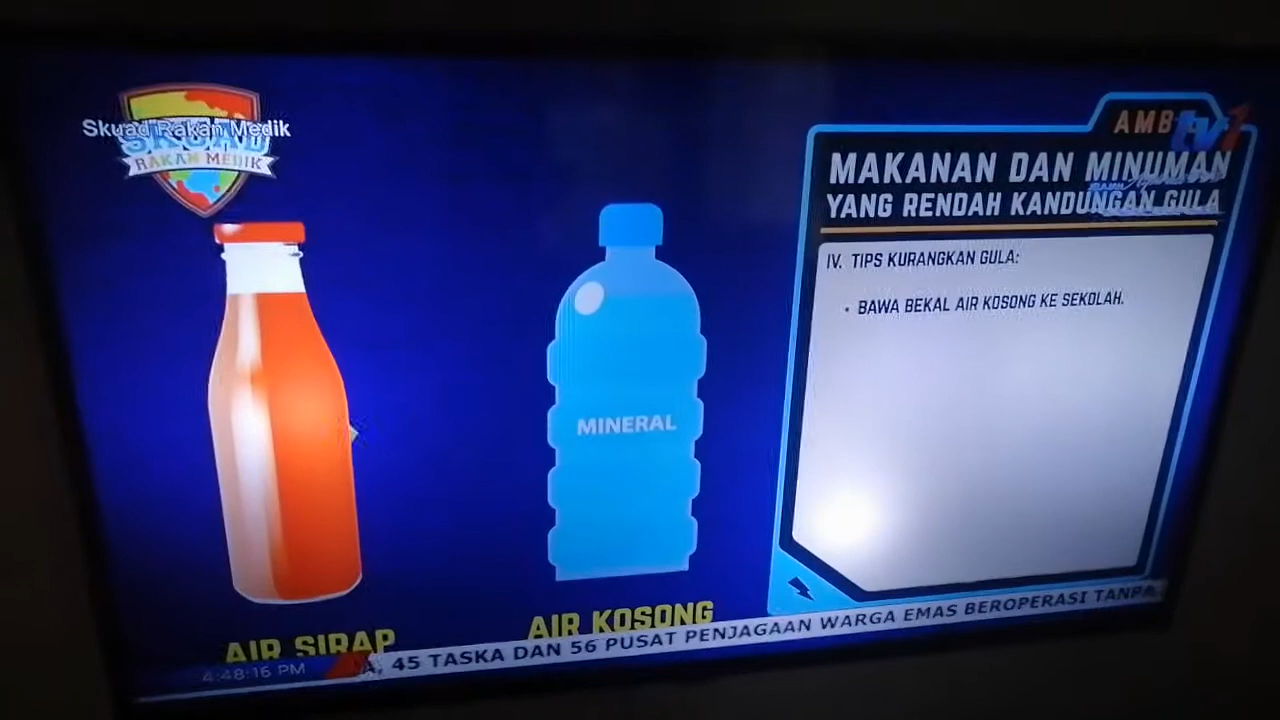 Skuad Rakan Medik
SKUAD
RAKAN MEDIK
AMB
tv1
MAKANAN DAN MINUMAN
YANG RENDAH KANDUNGAN GULA
IV. TIPS KURANGKAN GULA:
• BAWA BEKAL AIR KOSONG KE SEKOLAH.
MINERAL
AIR SIRAP
AIR KOSONG
4:48:16 PM
A, 45 TASKA DAN 56 PUSAT PENJAGAAN WARGA EMAS BEROPERASI TANPA